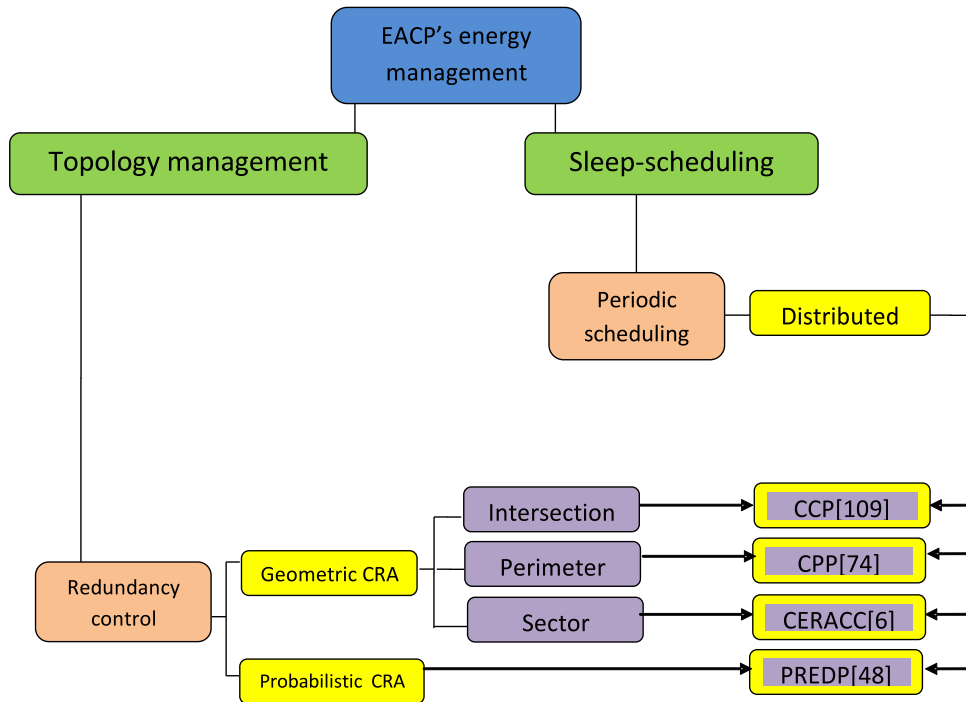 EACP’s energy
management
Topology management
Sleep-scheduling
Periodic
scheduling
Distributed
Intersection
CCP[109]
Geometric CRA
Perimeter
CPP[74]
Redundancy
control
Sector
CERACC[6]
Probabilistic CRA
PREDP[48]